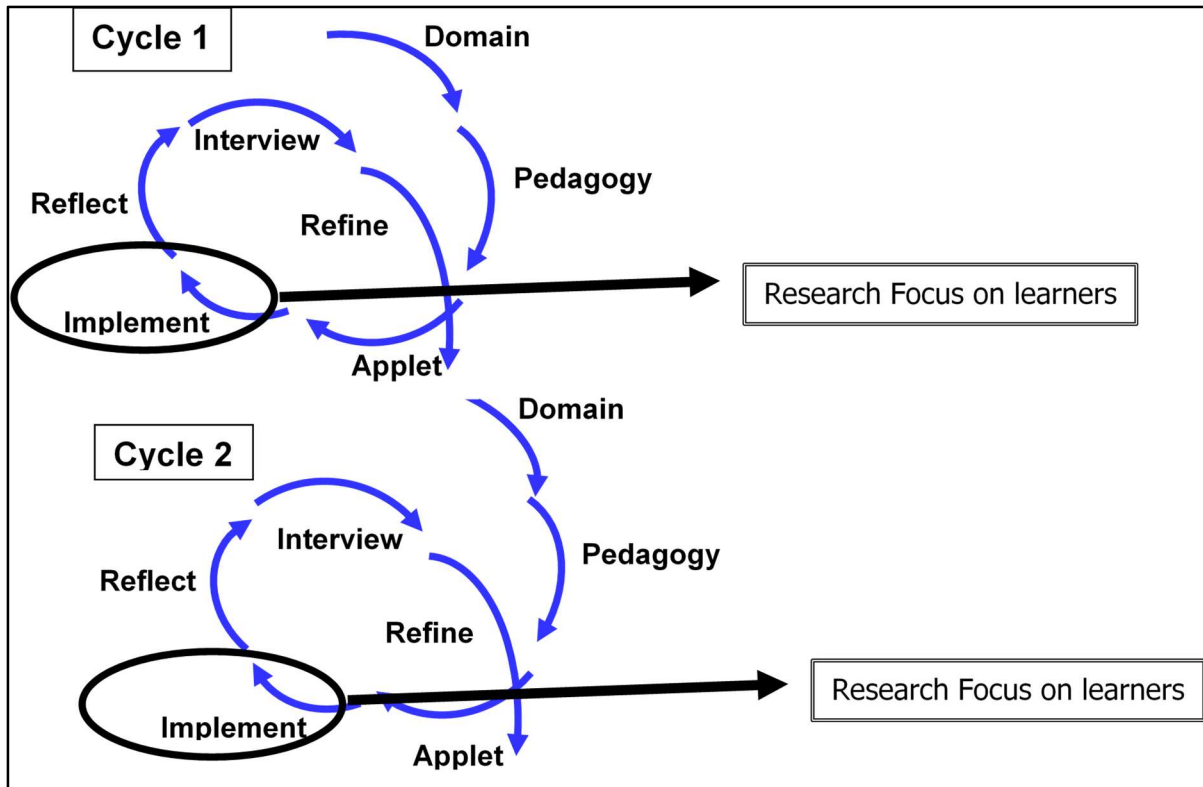 Cycle 1
Domain
Interview
Pedagogy
Reflect
Refine
Research Focus on learners
Implement
Applet
Domain
Cycle 2
Interview
Pedagogy
Reflect
Refine
Research Focus on learners
Implement
Applet